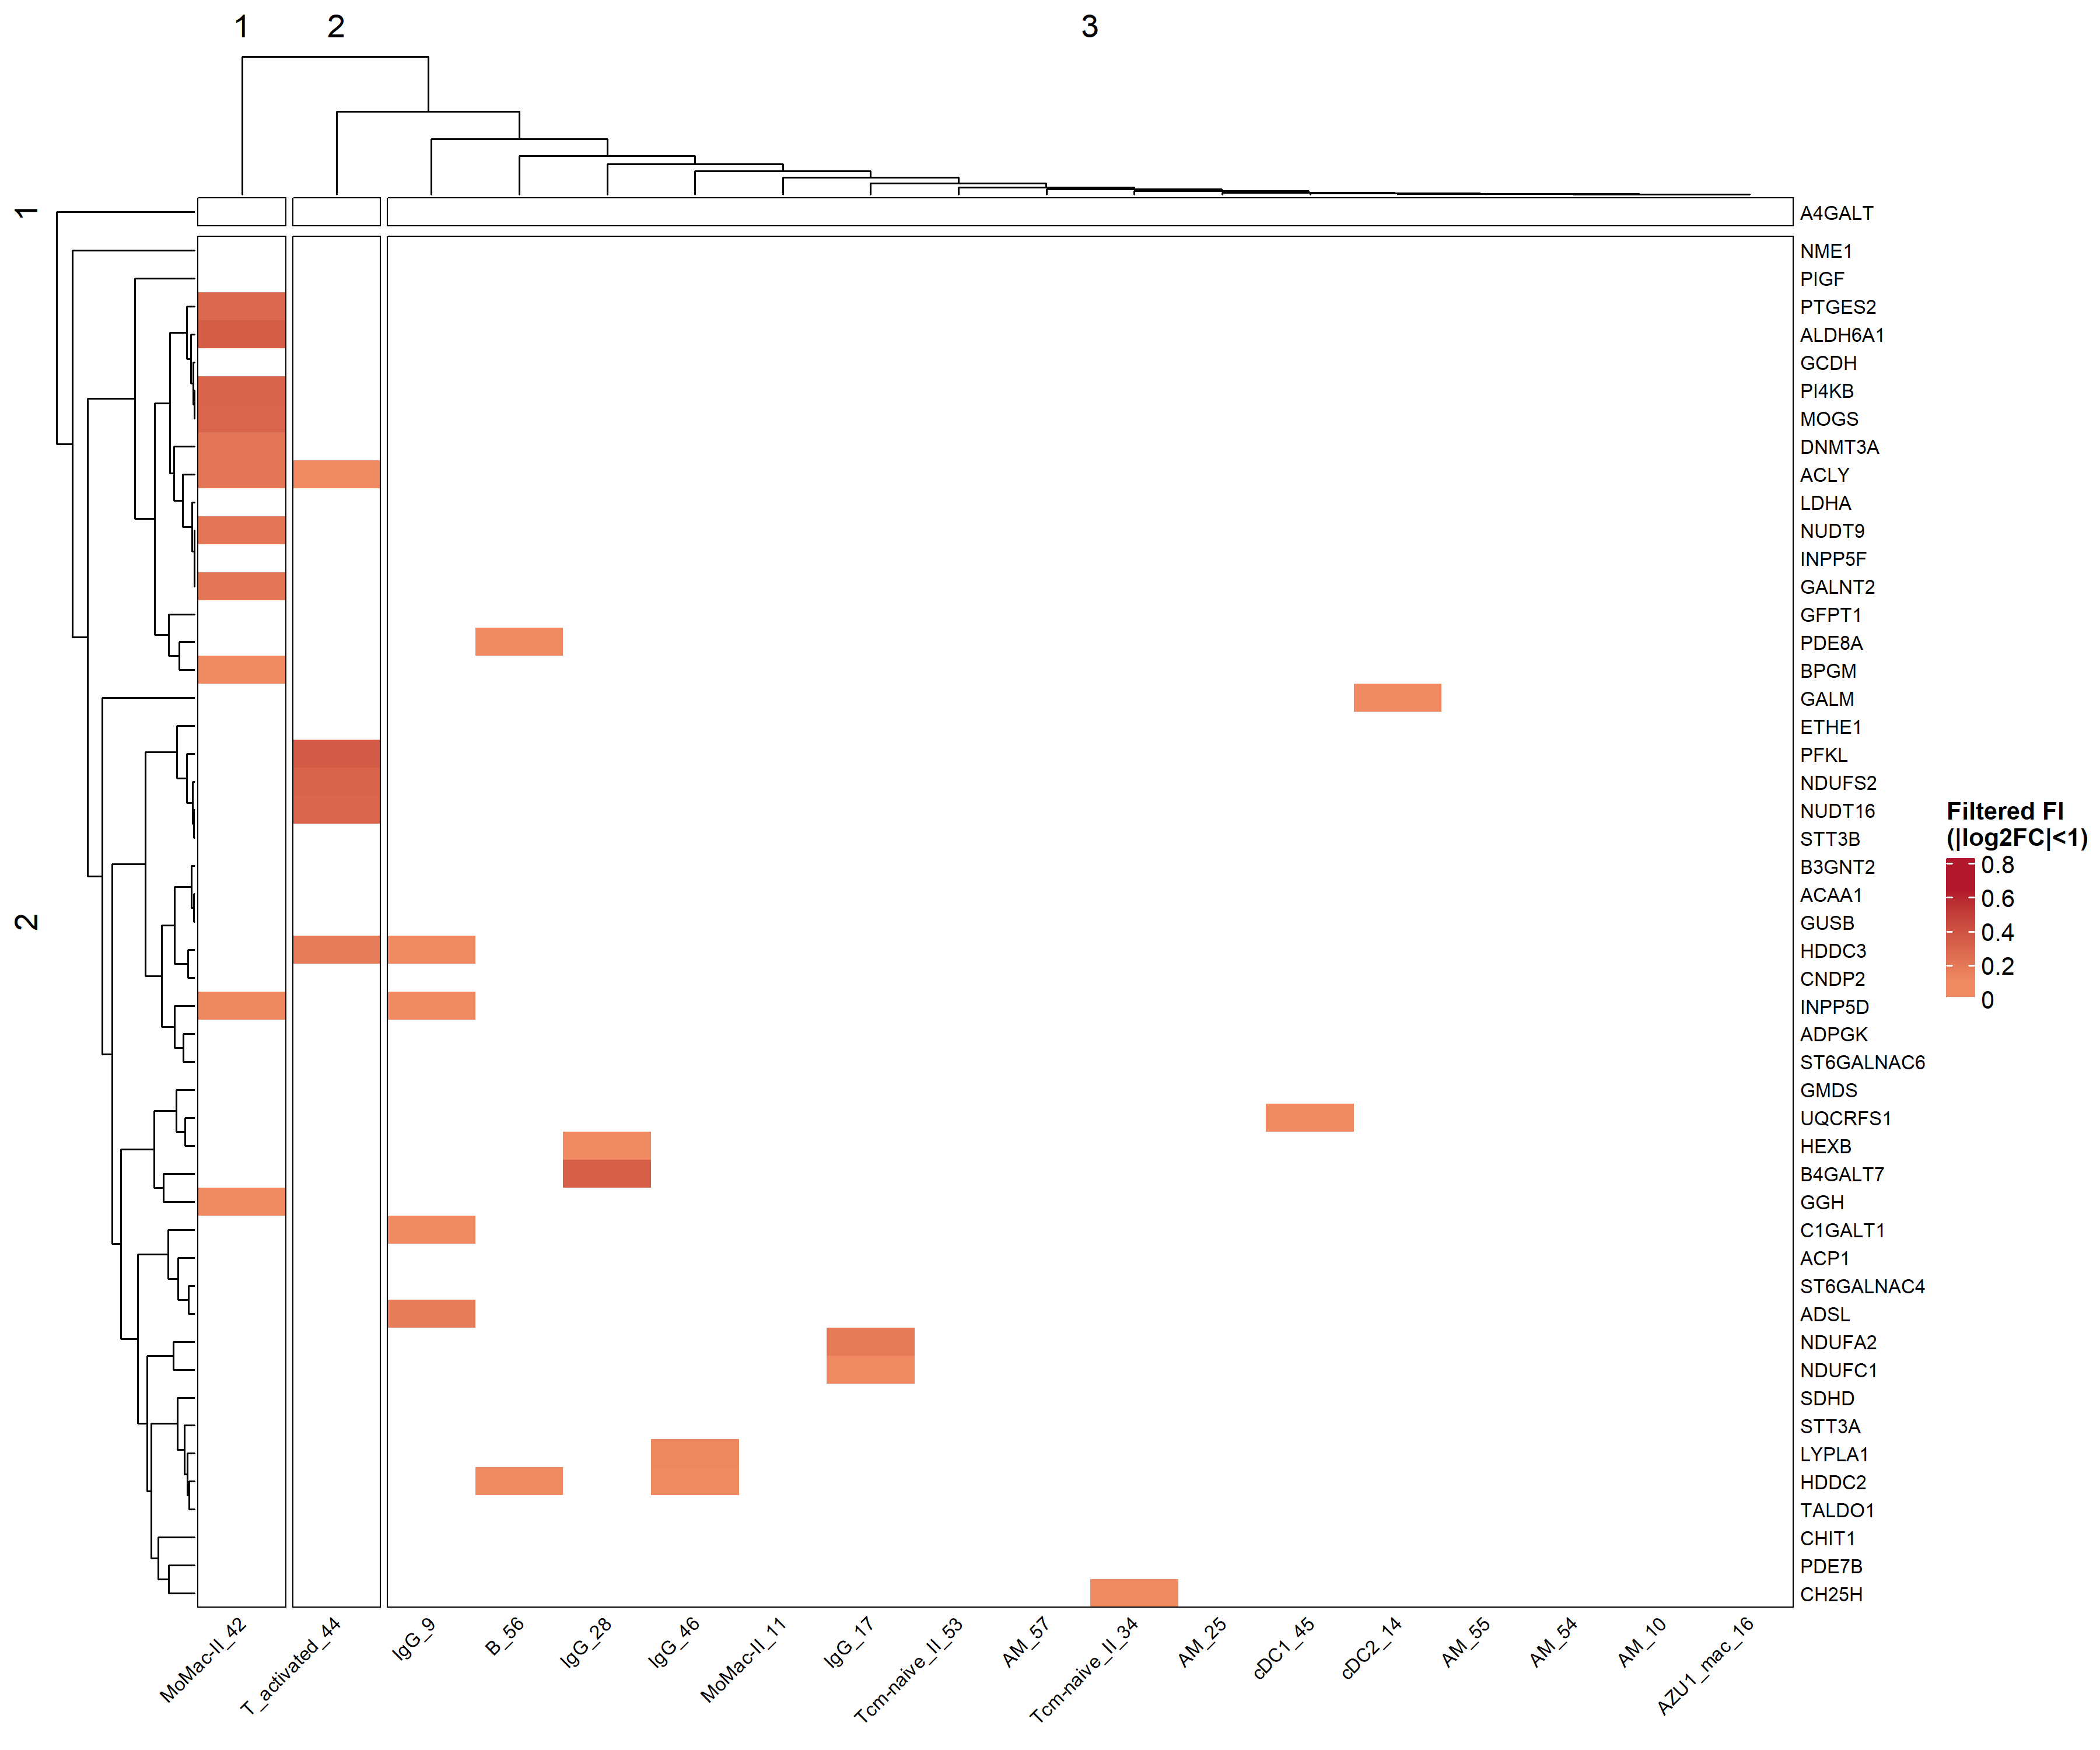 1
2
3
1
A4GALT
NME1
PIGF
PTGES2
ALDH6A1
GCDH
PI4KB
MOGS
DNMT3A
ACLY
LDHA
NUDT9
INPP5F
GALNT2
GFPT1
PDE8A
BPGM
GALM
ETHE1
PFKL
NDUFS2
NUDT16
STT3B
B3GNT2
ACAA1
2
GUSB
HDDC3
CNDP2
INPP5D
ADPGK
ST6GALNAC6
GMDS
UQCRFS1
HEXB
B4GALT7
GGH
C1GALT1
ACP1
ST6GALNAC4
ADSL
NDUFA2
NDUFC1
SDHD
STT3A
LYPLA1
HDDC2
TALDO1
CHIT1
PDE7B
CH25H
Filtered FI
(|log2FC|<1)
0.8
0.6
0.4
0.2
0
MoMac-II_42
T_activated_44
IgG_9
B_56
IgG_28
IgG_46
MoMac-II_11
IgG_17
Tcm-naive_II_53
AM_57
Tcm-naive_II_34
AM_25
cDC1_45
cDC2_14
AM_55
AM_54
AM_10
AZU1_mac_16